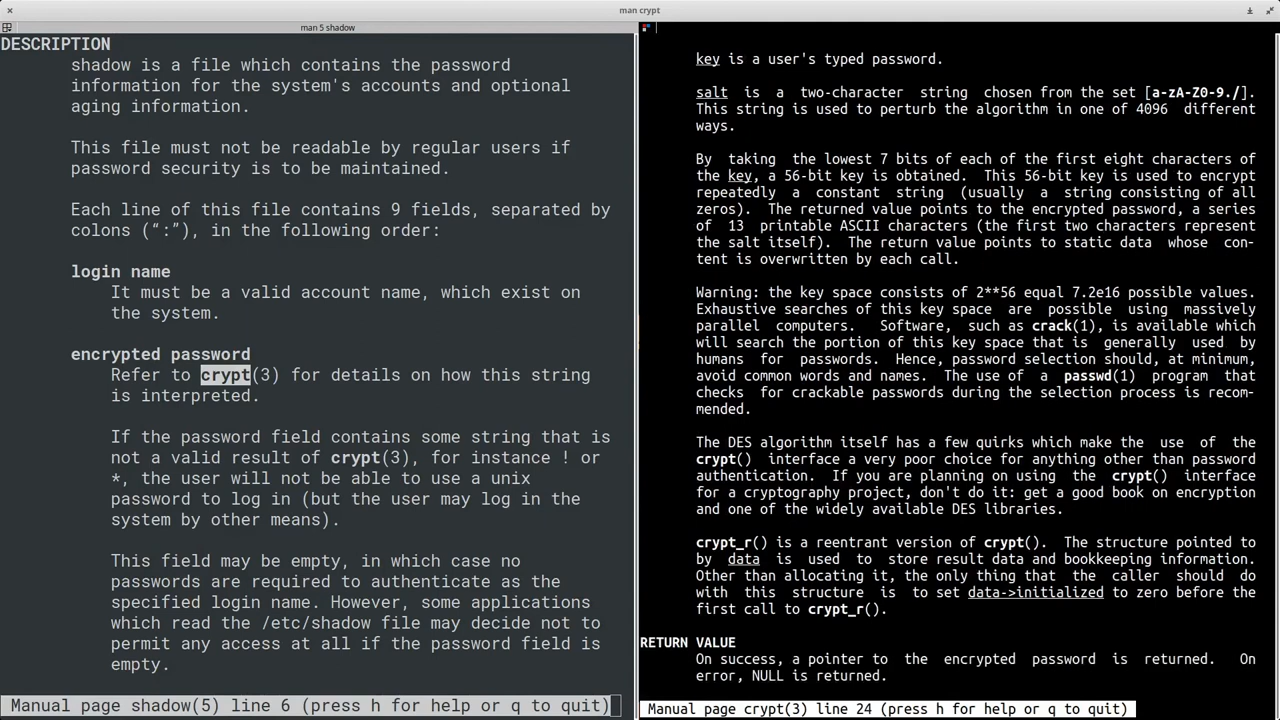 man crypt
man 5 shadow
DESCRIPTION
shadow is a file which contains the password
information for the system's accounts and optional
aging information.
This file must not be readable by regular users if
password security is to be maintained.
Each line of this file contains 9 fields, separated by
colons (“:”), in the following order:
login name
It must be a valid account name, which exist on
the system.
encrypted password
Refer to crypt(3) for details on how this string
is interpreted.
If the password field contains some string that is
not a valid result of crypt(3), for instance ! or
*, the user will not be able to use a unix
password to log in (but the user may log in the
system by other means).
This field may be empty, in which case no
passwords are required to authenticate as the
specified login name. However, some applications
which read the /etc/shadow file may decide not to
permit any access at all if the password field is
empty.
Manual page shadow(5) line 6 (press h for help or q to quit)
key is a user's typed password.
salt is a two-character string chosen from the set [a-zA-Z0-9./].
This string is used to perturb the algorithm in one of 4096 different
ways.
By taking the lowest 7 bits of each of the first eight characters of
the key, a 56-bit key is obtained. This 56-bit key is used to encrypt
repeatedly a constant string (usually a string consisting of all
zeros). The returned value points to the encrypted password, a series
of 13 printable ASCII characters (the first two characters represent
the salt itself). The return value points to static data whose con-
tent is overwritten by each call.
Warning: the key space consists of 2**56 equal 7.2e16 possible values.
Exhaustive searches of this key space are possible using massively
parallel computers. Software, such as crack(1), is available which
will search the portion of this key space that is generally used by
humans for passwords. Hence, password selection should, at minimum,
avoid common words and names. The use of a passwd(1) program that
checks for crackable passwords during the selection process is recom-
mended.
The DES algorithm itself has a few quirks which make the use of the
crypt() interface a very poor choice for anything other than password
authentication. If you are planning on using the crypt() interface
for a cryptography project, don't do it: get a good book on encryption
and one of the widely available DES libraries.
crypt_r() is a reentrant version of crypt(). The structure pointed to
by data is used to store result data and bookkeeping information.
Other than allocating it, the only thing that the caller should do
with this structure is to set data->initialized to zero before the
first call to crypt_r().
RETURN VALUE
On success, a pointer to the encrypted password is returned. On
error, NULL is returned.
Manual page crypt(3) line 24 (press h for help or q to quit)